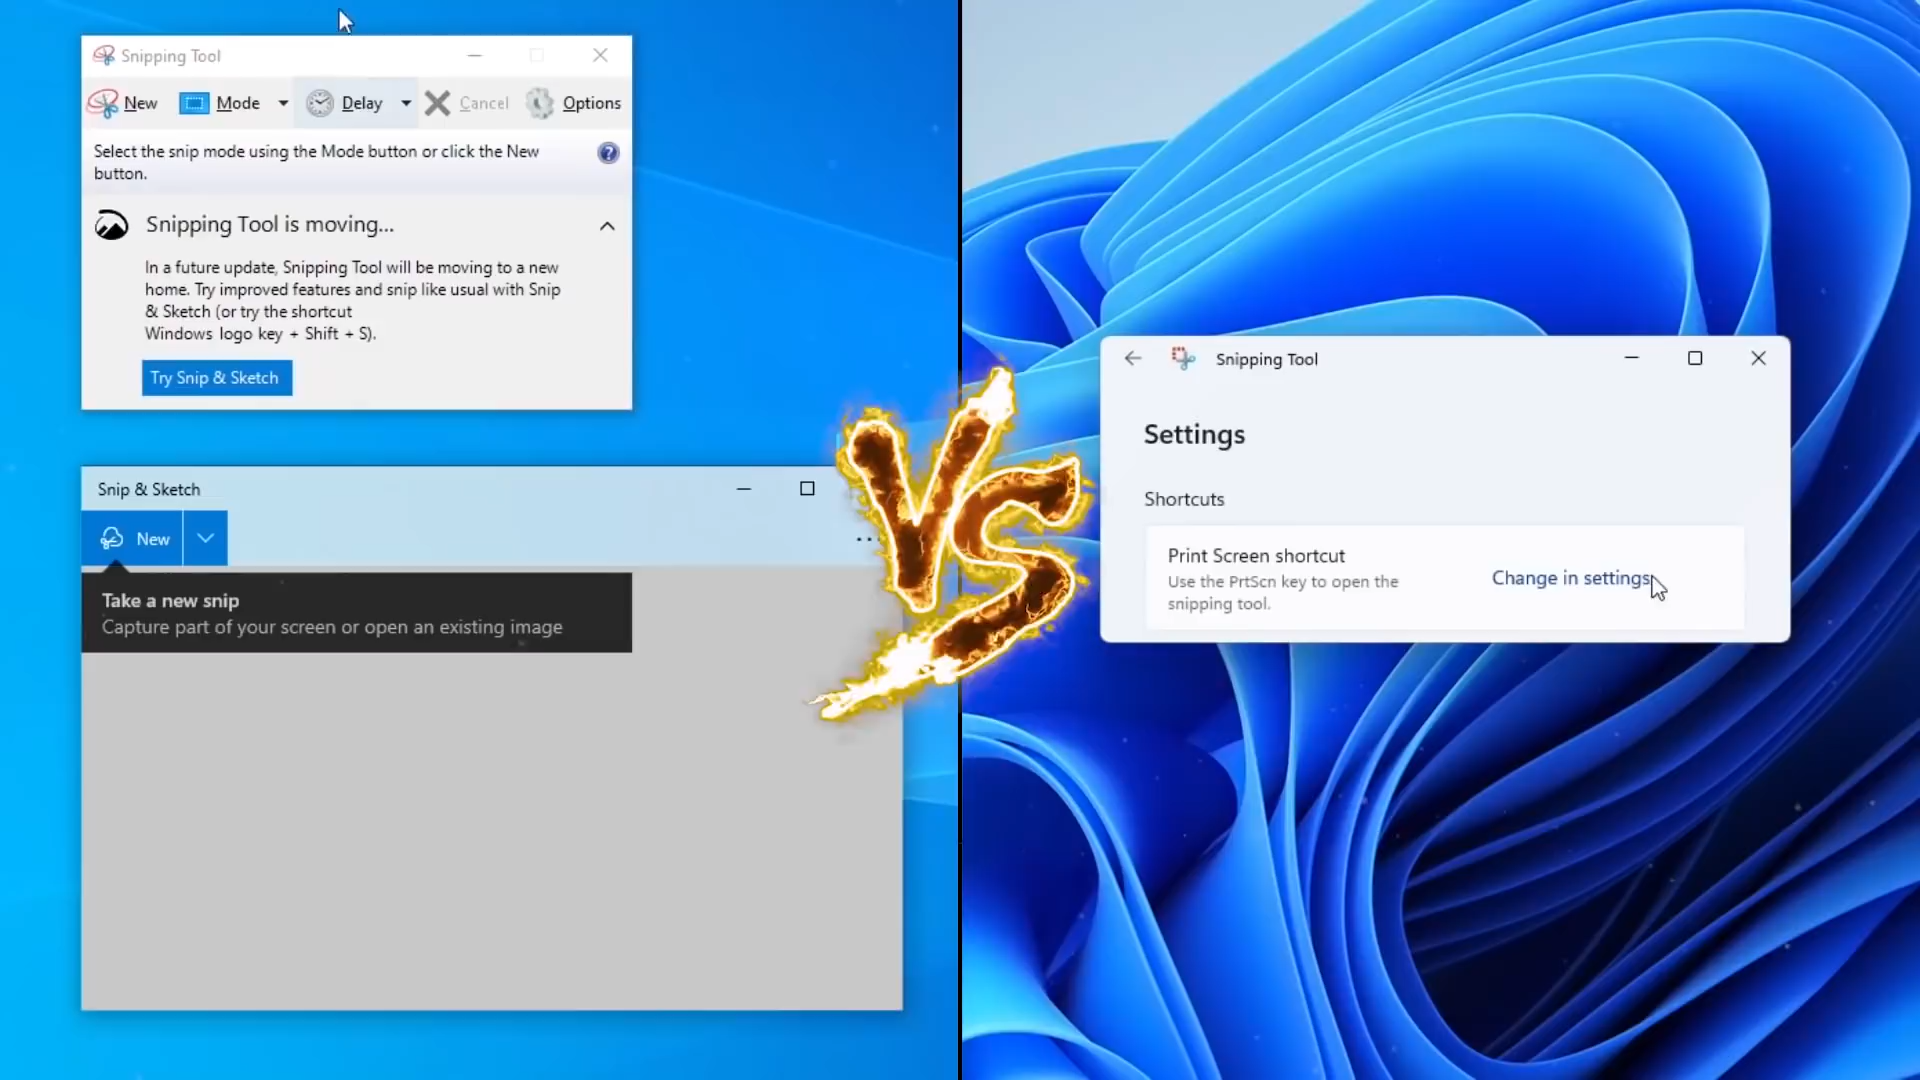 Snipping Tool
New Mode Delay Cancel Options
Select the snip mode using the Mode button or click the New
button.
Snipping Tool is moving...
In a future update, Snipping Tool will be moving to a new
home. Try improved features and snip like usual with Snip
& Sketch (or try the shortcut
Windows logo key + Shift + S).
Try Snip & Sketch
Snip & Sketch
New
Take a new snip
Capture part of your screen or open an existing image
VS
Snipping Tool
Settings
Shortcuts
Print Screen shortcut
Use the PrtScn key to open the
snipping tool.
Change in settings